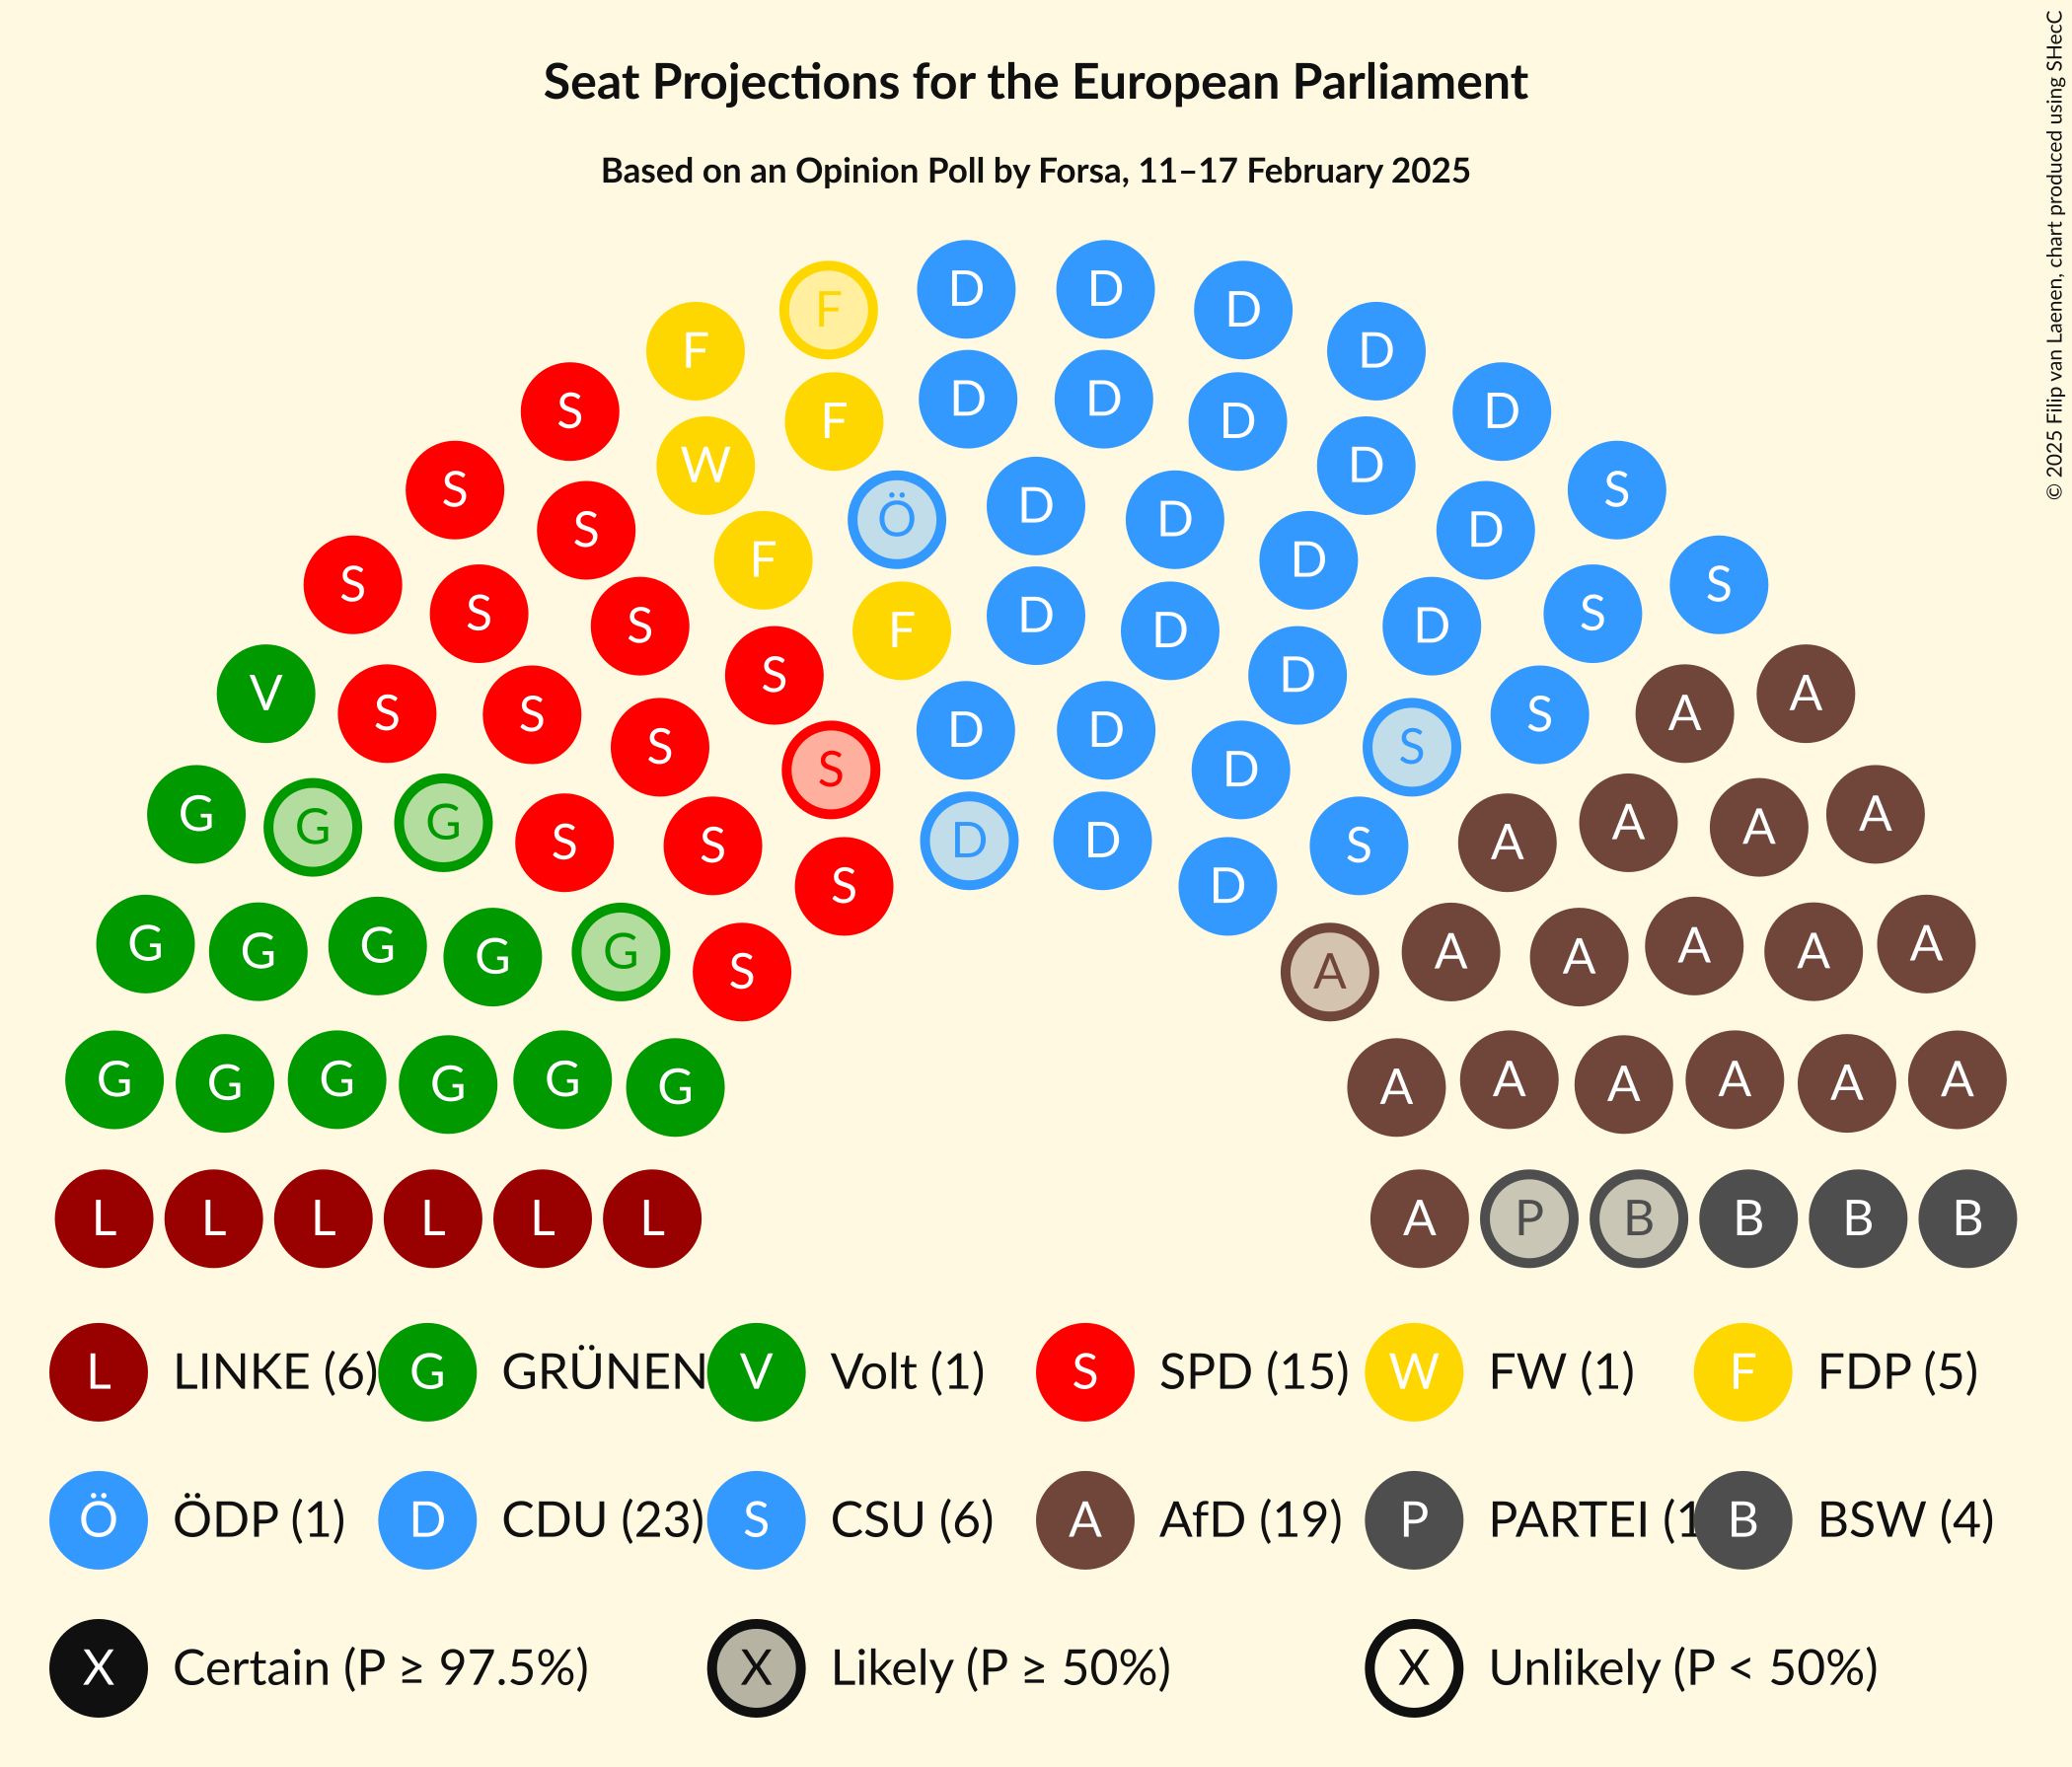 Seat Projections for the European Parliament
Based on an Opinion Poll by Forsa, 11–17 February 2025
© 2025 Filip van Laenen, chart produced using SHecC
D D
F D
F D
D D
S D
F D
W D
S S
D
Ö D
S D
F D
S S
S D S
S D
F D
S D
V A
S S S A
D D
S S
S D
G A
G G A A
S S D D S A
S D
G G G G G A A A A A
S A
G G G G G G A A A A A A
L L L L L L A P B B B B
L LINKE (6) G GRÜNEN V Volt (1) S SPD (15) W FW (1) F FDP (5)
Ö ÖDP (1) D CDU (23) S CSU (6) A AfD (19) P PARTEI (1 B BSW (4)
X Certain (P ≥ 97.5%) X Likely (P ≥ 50%) X Unlikely (P < 50%)